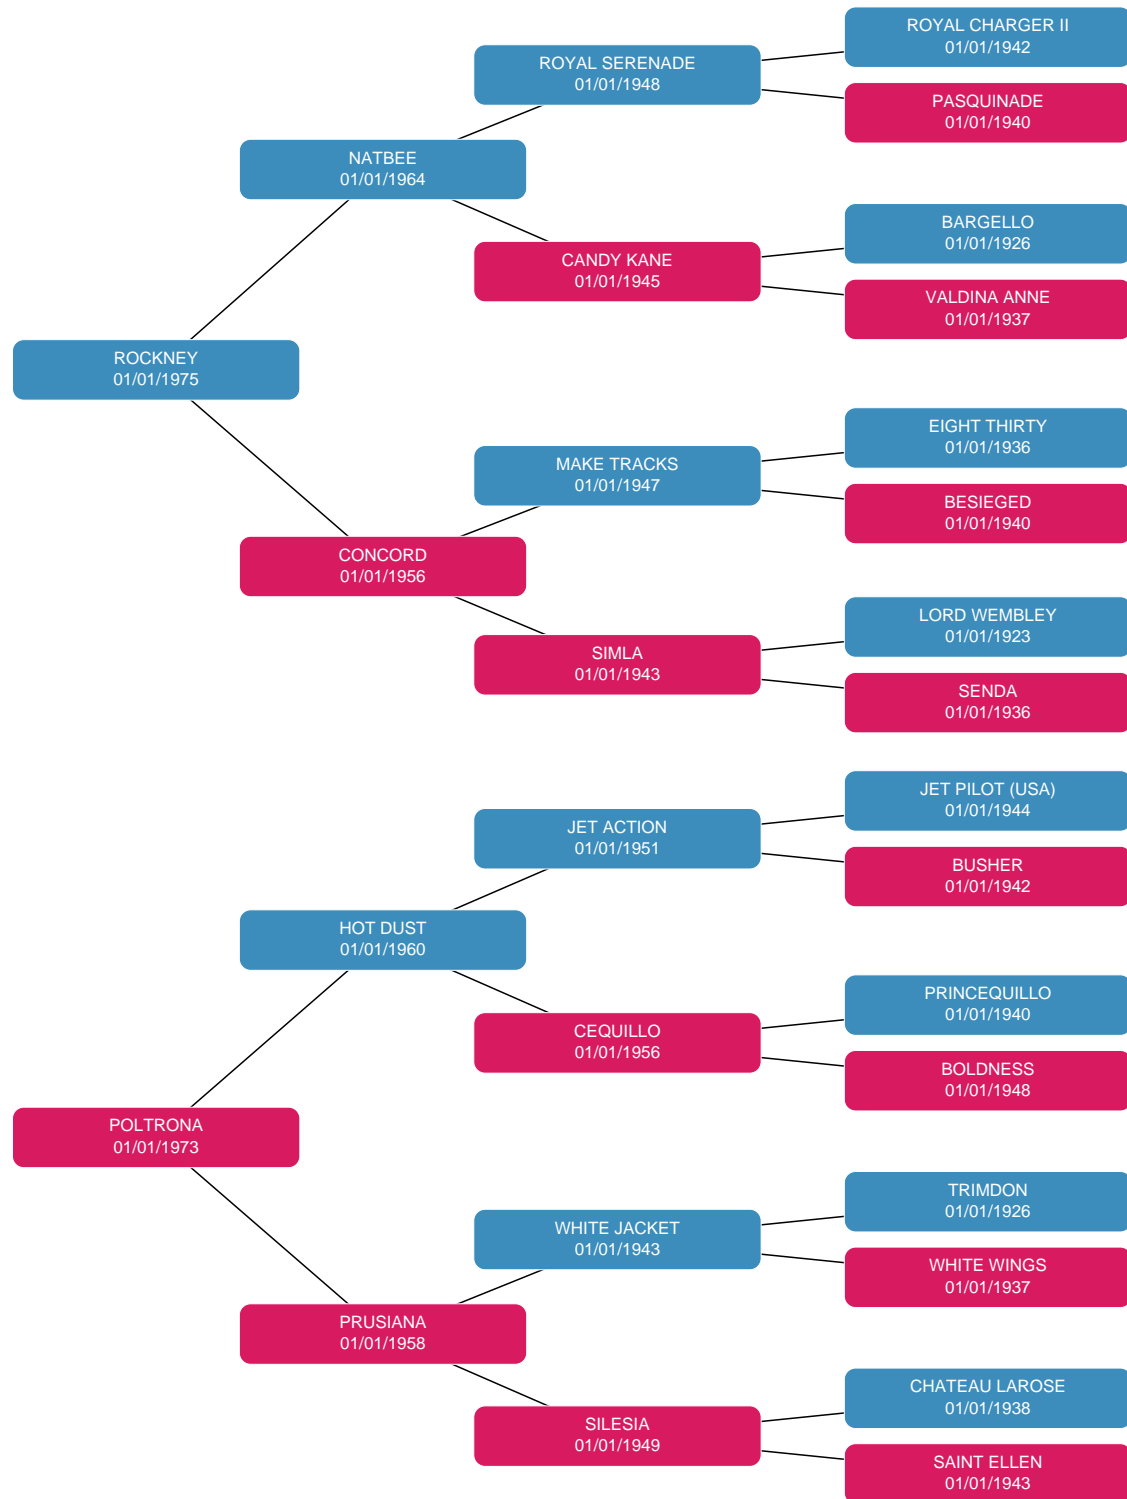 ROYAL CHARGER II
01/01/1942
ROYAL SERENADE
01/01/1948
PASQUINADE
01/01/1940
NATBEE
01/01/1964
BARGELLO
01/01/1926
CANDY KANE
01/01/1945
VALDINA ANNE
01/01/1937
ROCKNEY
01/01/1975
EIGHT THIRTY
01/01/1936
MAKE TRACKS
01/01/1947
BESIEGED
01/01/1940
CONCORD
01/01/1956
LORD WEMBLEY
01/01/1923
SIMLA
01/01/1943
SENDA
01/01/1936
JET PILOT (USA)
01/01/1944
JET ACTION
01/01/1951
BUSHER
01/01/1942
HOT DUST
01/01/1960
PRINCEQUILLO
01/01/1940
CEQUILLO
01/01/1956
BOLDNESS
01/01/1948
POLTRONA
01/01/1973
TRIMDON
01/01/1926
WHITE JACKET
01/01/1943
WHITE WINGS
01/01/1937
PRUSIANA
01/01/1958
CHATEAU LAROSE
01/01/1938
SILESIA
01/01/1949
SAINT ELLEN
01/01/1943